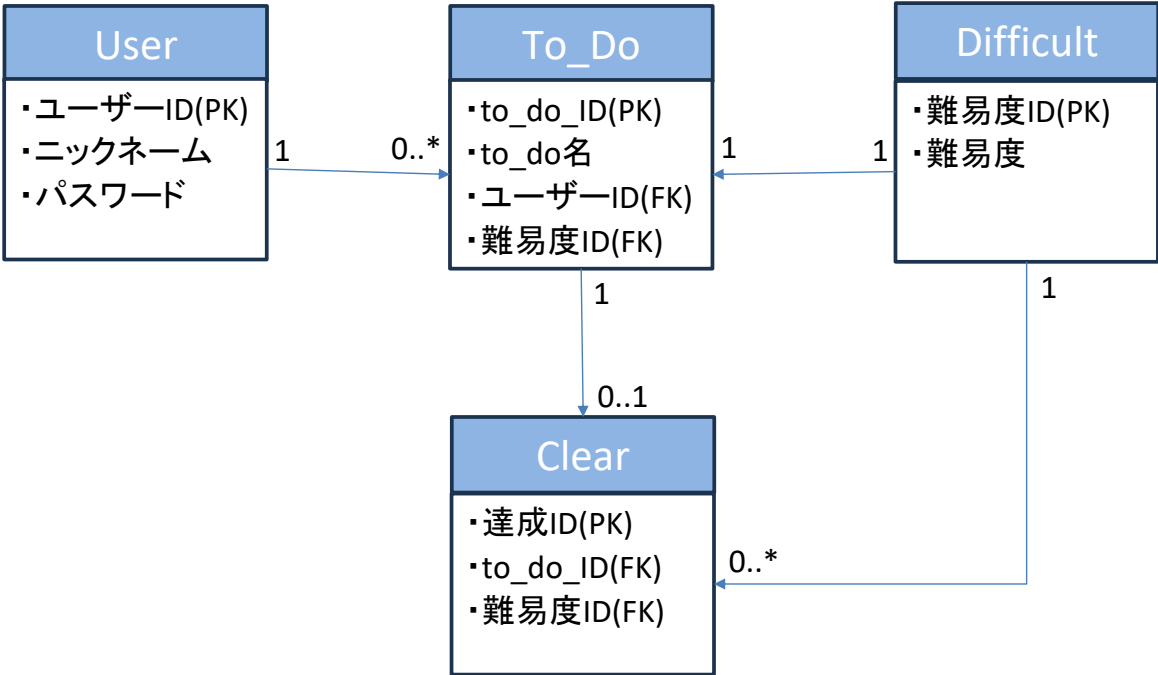 User
・ユーザーID(PK)
・ニックネーム
・パスワード
1
0..*
To_Do
・to_do_ID(PK)
・to_do名
・ユーザーID(FK)
・難易度ID(FK)
1
1
Difficult
・難易度ID(PK)
・難易度
1
1
0..1
Clear
・達成ID(PK)
・to_do_ID(FK)
・難易度ID(FK)
0..*